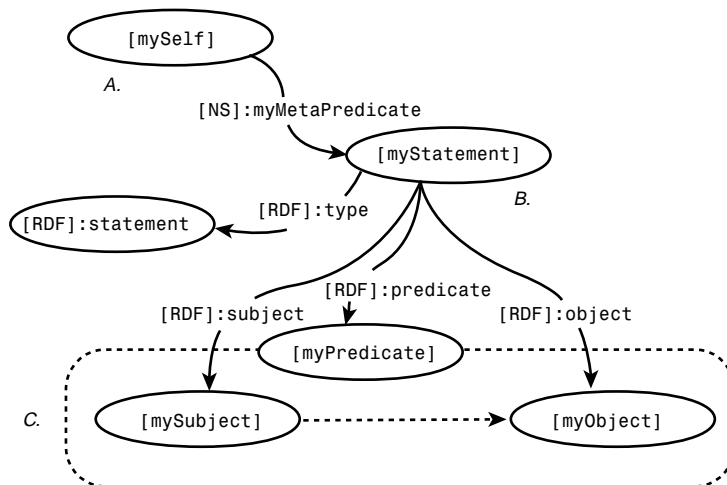 [mySelf]
A.
[NS]:myMetaPredicate
[myStatement]
B.
[RDF]:type
[RDF]:statement
[RDF]:predicate
[RDF]:subject
[RDF]:object
[myPredicate]
C.
[mySubject]
[myObject]